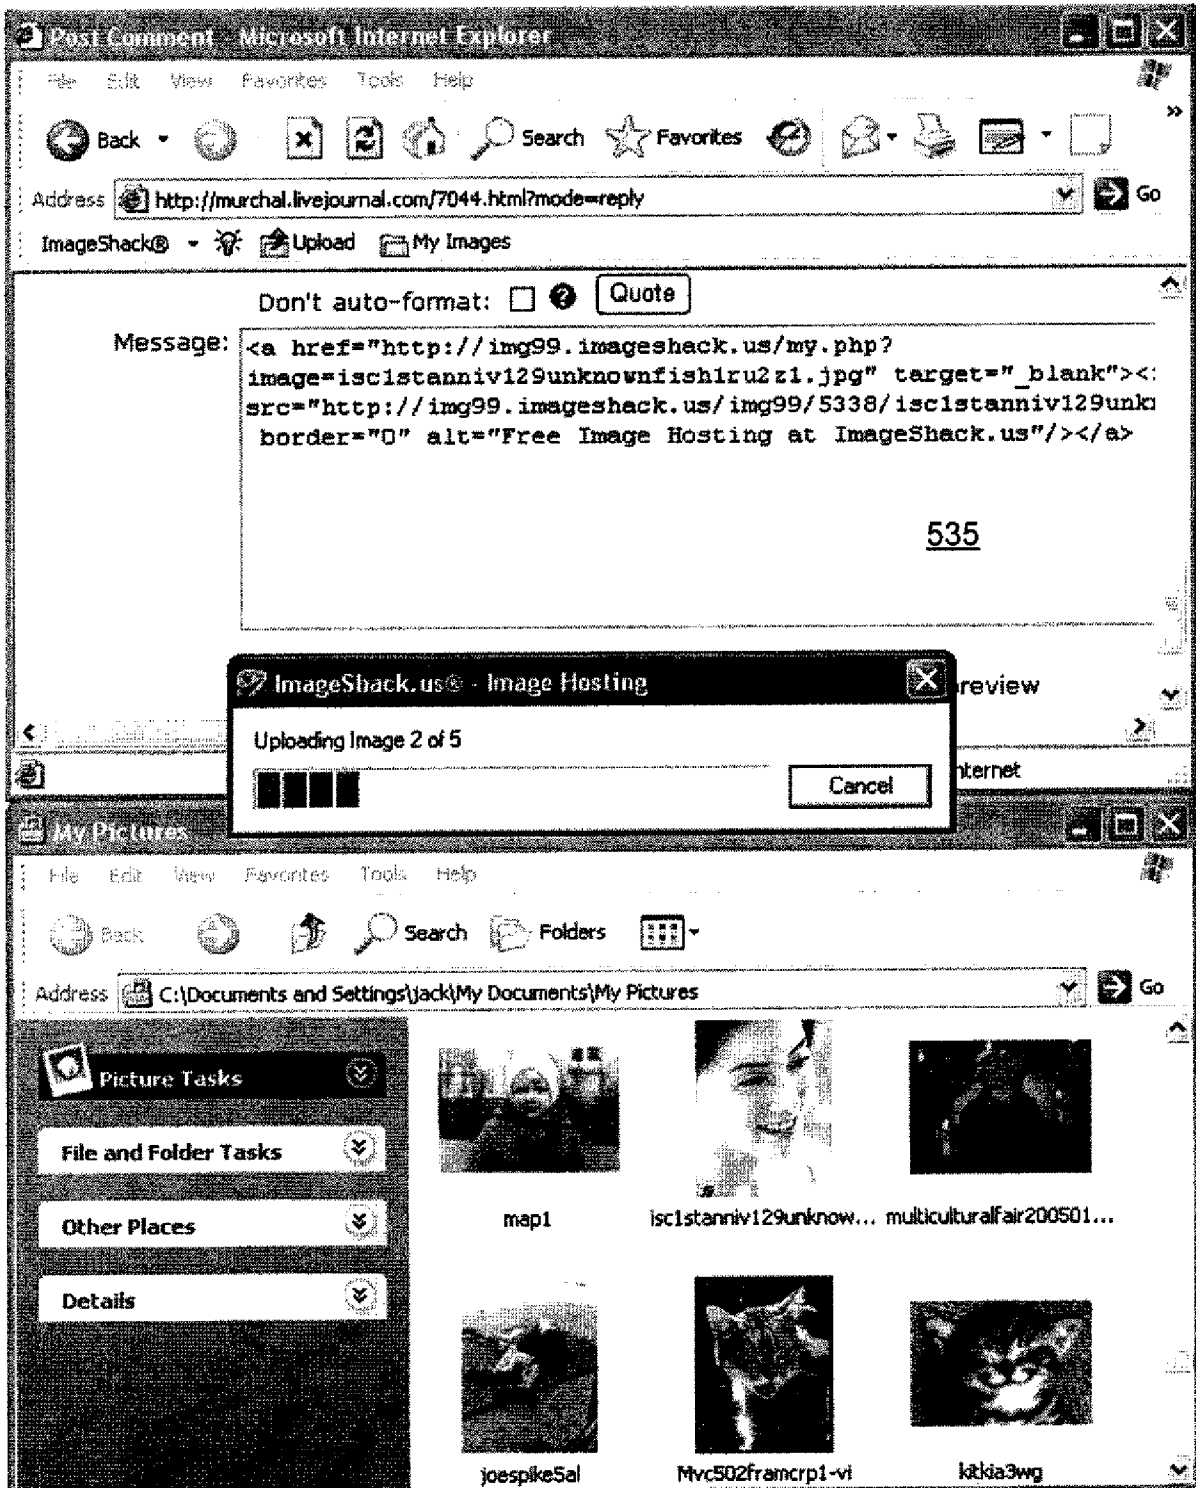 Post Comment - Microsoft Internet Explorer
File Edit View Favorites Tools Help
Back Search Favorites »
Address http://murchal.livejournal.com/7044.html?mode=reply Go
ImageShack® Upload My Images
Don't auto-format: ? Quote
Message:
<a href="http://img99.imageshack.us/my.php?
image=isc1stanniv129unknownfish1ru2z1.jpg" target="_blank"><
src="http://img99.imageshack.us/img99/5338/isc1stanniv129unk
border="0" alt="Free Image Hosting at ImageShack.us"/></a>
535
review
ImageShack.us® - Image Hosting
Uploading Image 2 of 5
Cancel
nternet
My Pictures
File Edit View Favorites Tools Help
Back Search Folders
Address C:\Documents and Settings\jack\My Documents\My Pictures Go
Picture Tasks
File and Folder Tasks
Other Places
Details
map1 isc1stanniv129unknow... multiculturalfair200501...
joespike5al Mvc502framcrp1-vi kitkia3wg